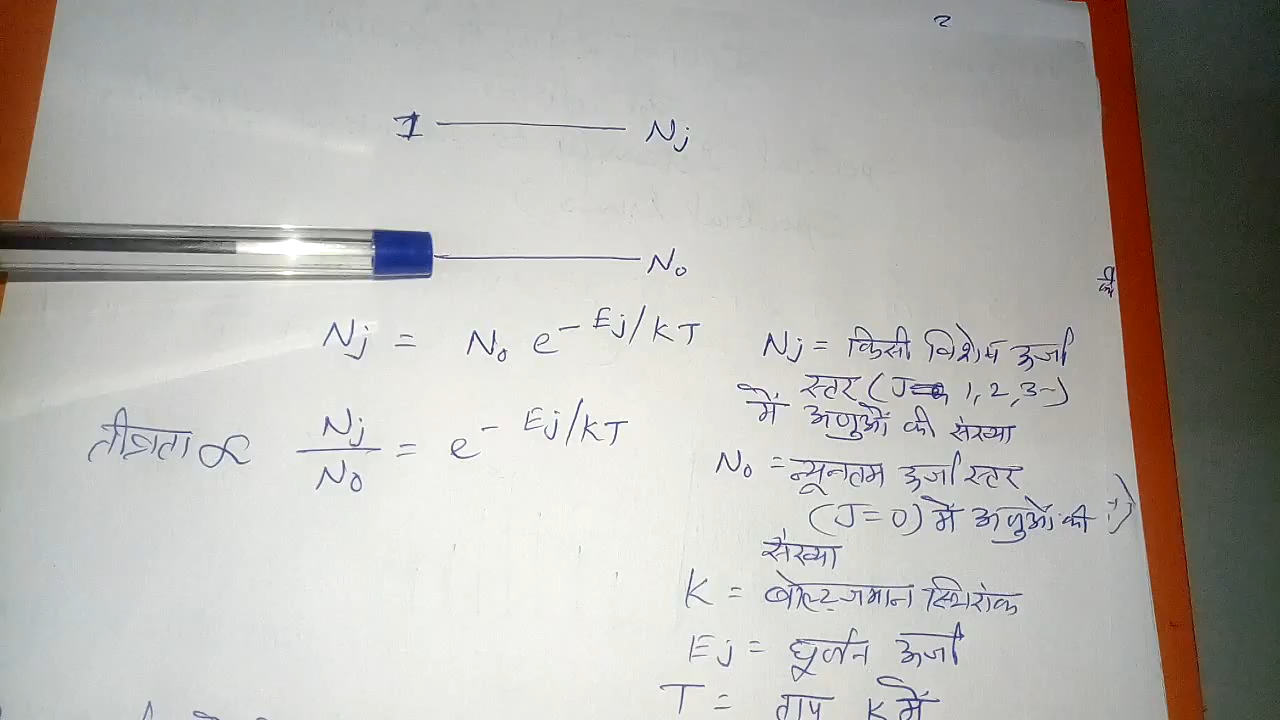 2
1 Nj
N₀
Nj = N₀ e^-Ej/KT
तीव्रता ∝ Nj/N₀ = e^-Ej/KT
Nj = किसी विशेष ऊर्जा
स्तर (J= 1, 2, 3-)
में अणुओं की संख्या
N₀ = न्यूनतम ऊर्जा स्तर
(J=0) में अणुओं की
संख्या
K = बोल्ट्जमान स्थिरांक
Ej = घूर्णन ऊर्जा
T = ताप K में